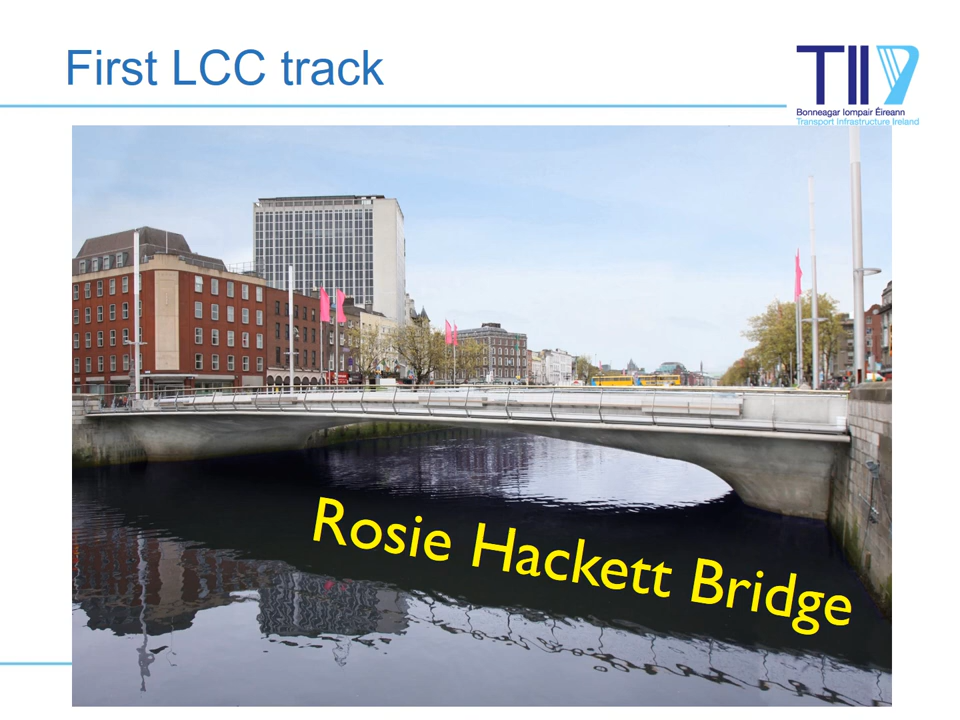 First LCC track
TII
Bonneagar Iompair Éireann
Transport Infrastructure Ireland
Rosie Hackett Bridge